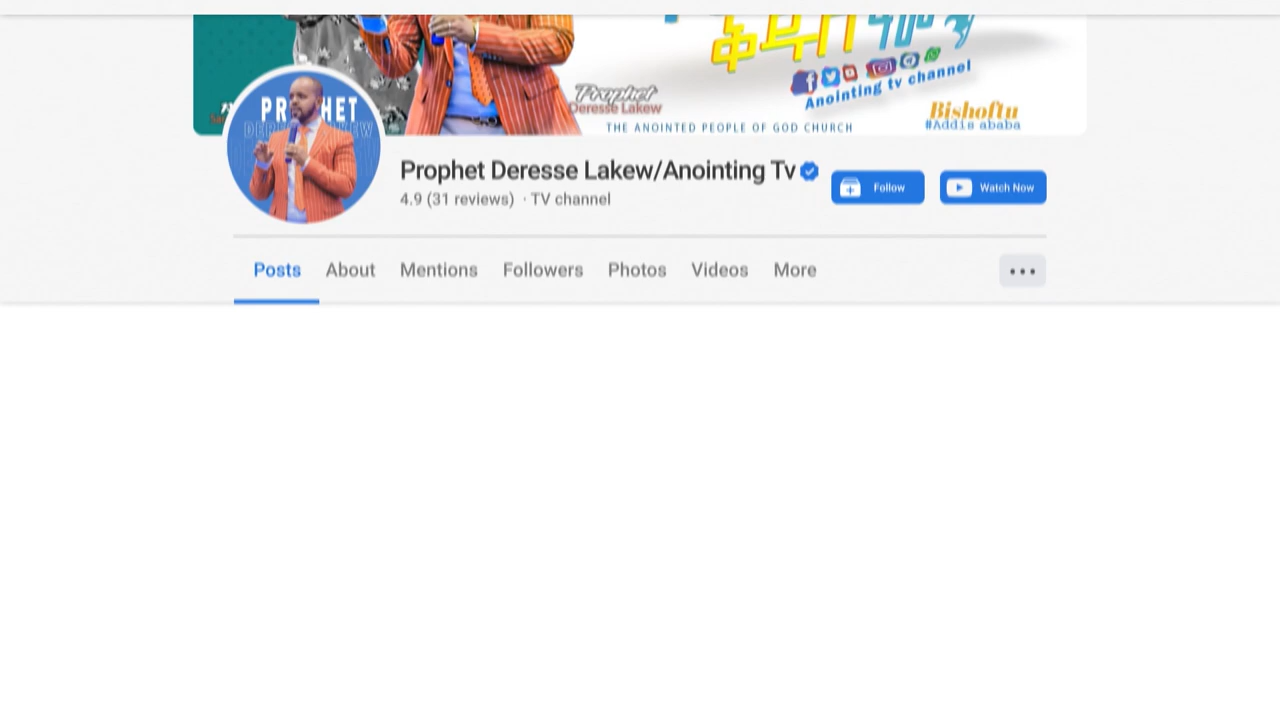 Prophet
Deresse Lakew
Anointing tv channel
Bishoftu
#Addis ababa
THE ANOINTED PEOPLE OF GOD CHURCH
PROPHET
Prophet Deresse Lakew/Anointing Tv
4.9 (31 reviews) · TV channel
Follow
Watch Now
Posts About Mentions Followers Photos Videos More